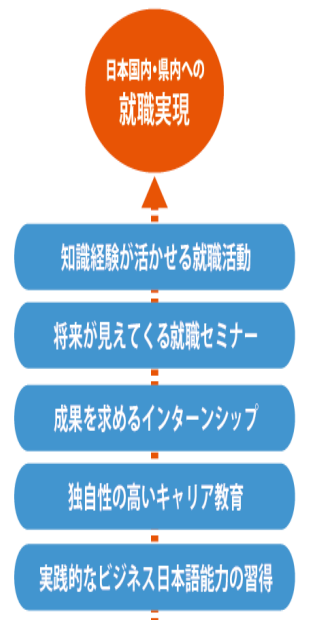 日本国内・県内への
就職実現
知識経験が活かせる就職活動
将来が見えてくる就職セミナー
成果を求めるインターンシップ
独自性の高いキャリア教育
実践的なビジネス日本語能力の習得